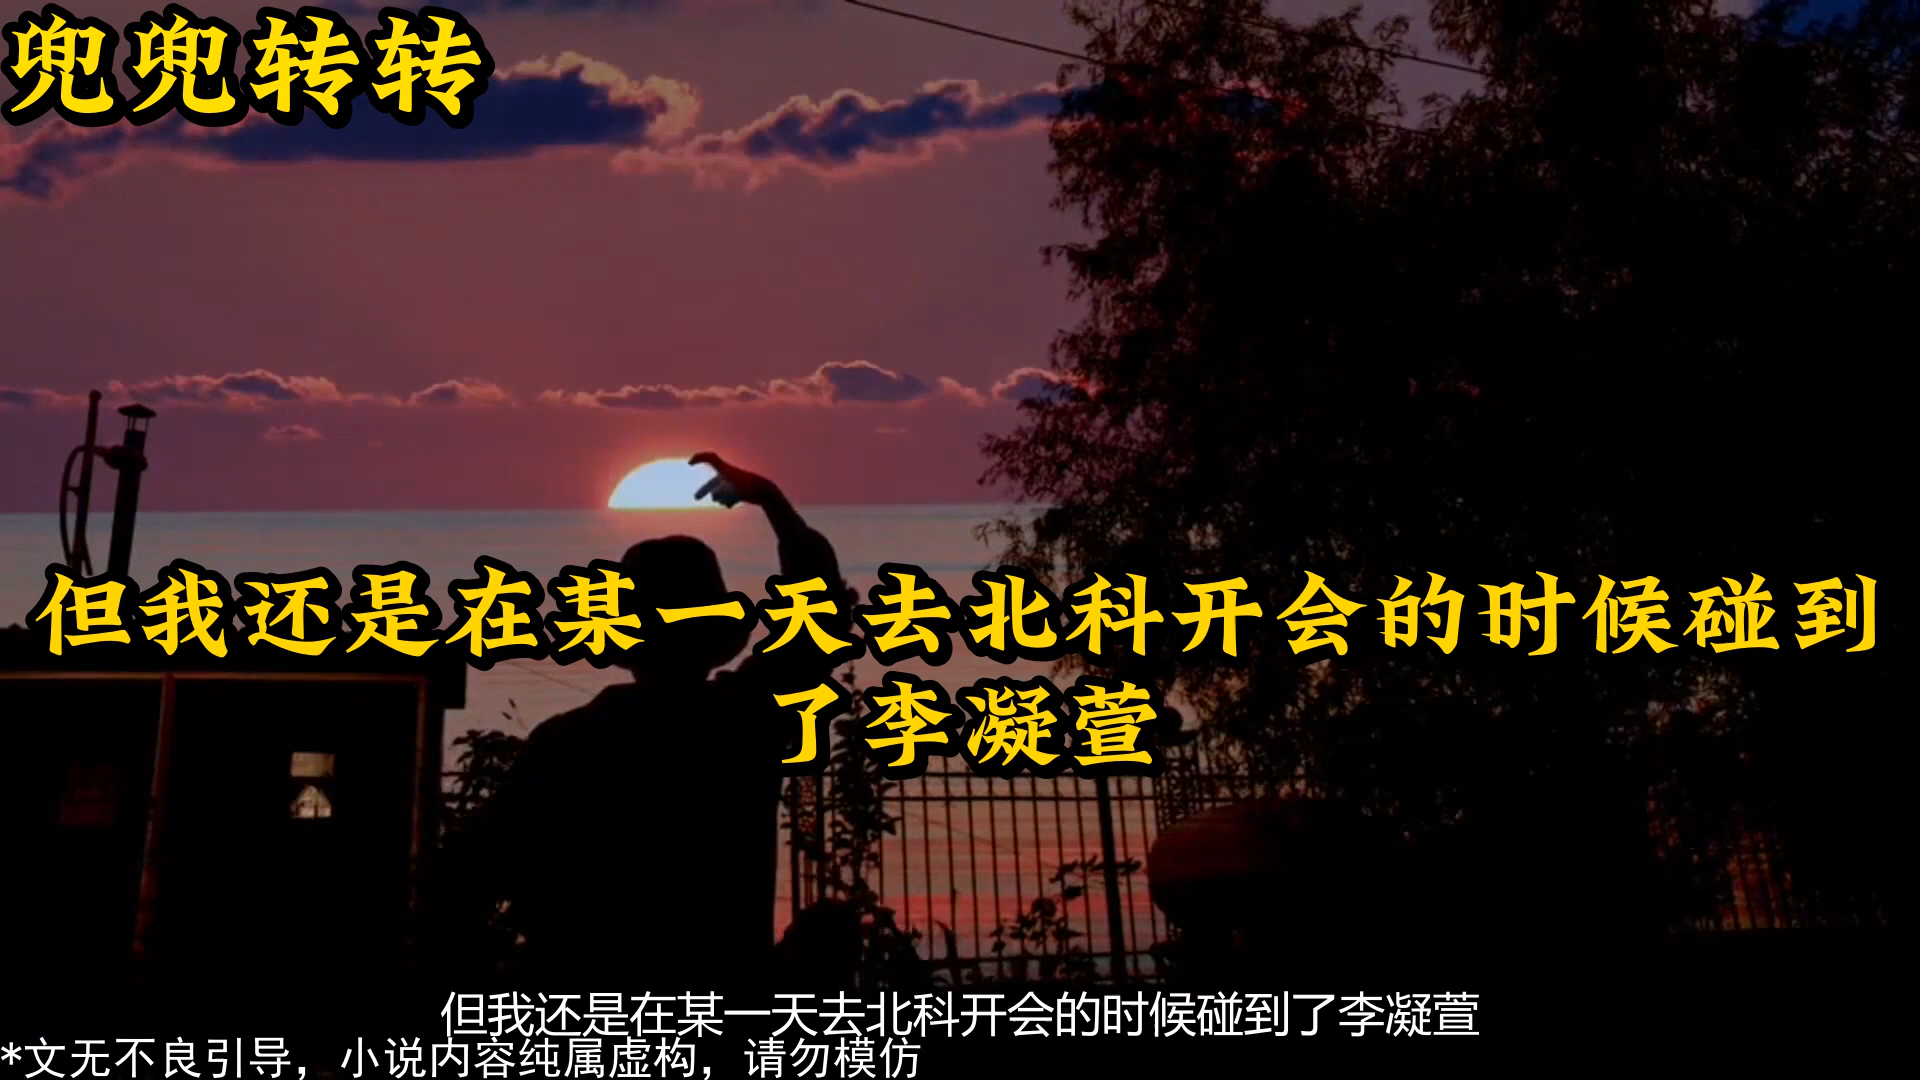 兜兜转转
但我还是在某一天去北科开会的时候碰到
了李凝萱
但我还是在某一天去北科开会的时候碰到了李凝萱
*文无不良引导，小说内容纯属虚构，请勿模仿